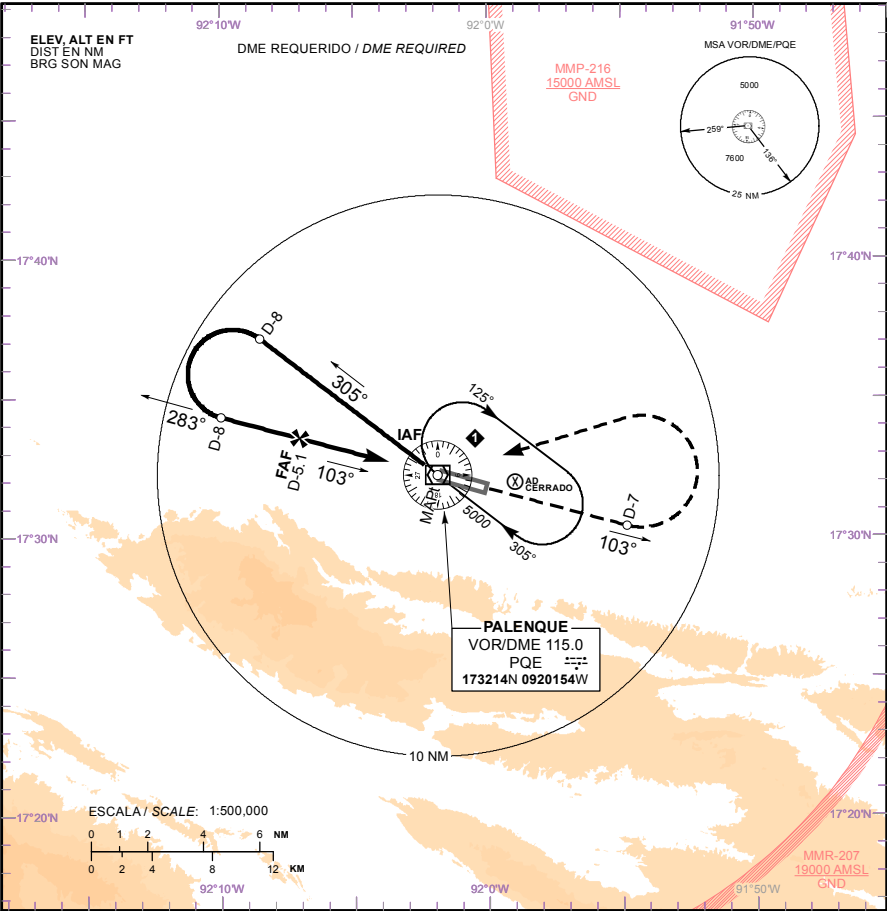 92°10'W
92°0'W
91°50'W
ELEV, ALT EN FT
DIST EN NM
BRG SON MAG
DME REQUERIDO / DME REQUIRED
MSA VOR/DME/PQE
5000
259°
136°
7600
25 NM
MMP-216
15000 AMSL
GND
17°40'N
17°40'N
D-8
305°
125°
283°
D-8
FAF
D-5.1
103°
IAF
1
0
27
18
MAPt
5000
305°
X
AD
CERRADO
D-7
103°
17°30'N
17°30'N
PALENQUE
VOR/DME 115.0
PQE
173214N 0920154W
10 NM
ESCALA / SCALE: 1:500,000
0 1 2 4 6 NM
0 2 4 8 12 KM
17°20'N
17°20'N
MMR-207
19000 AMSL
GND
92°10'W
92°0'W
91°50'W